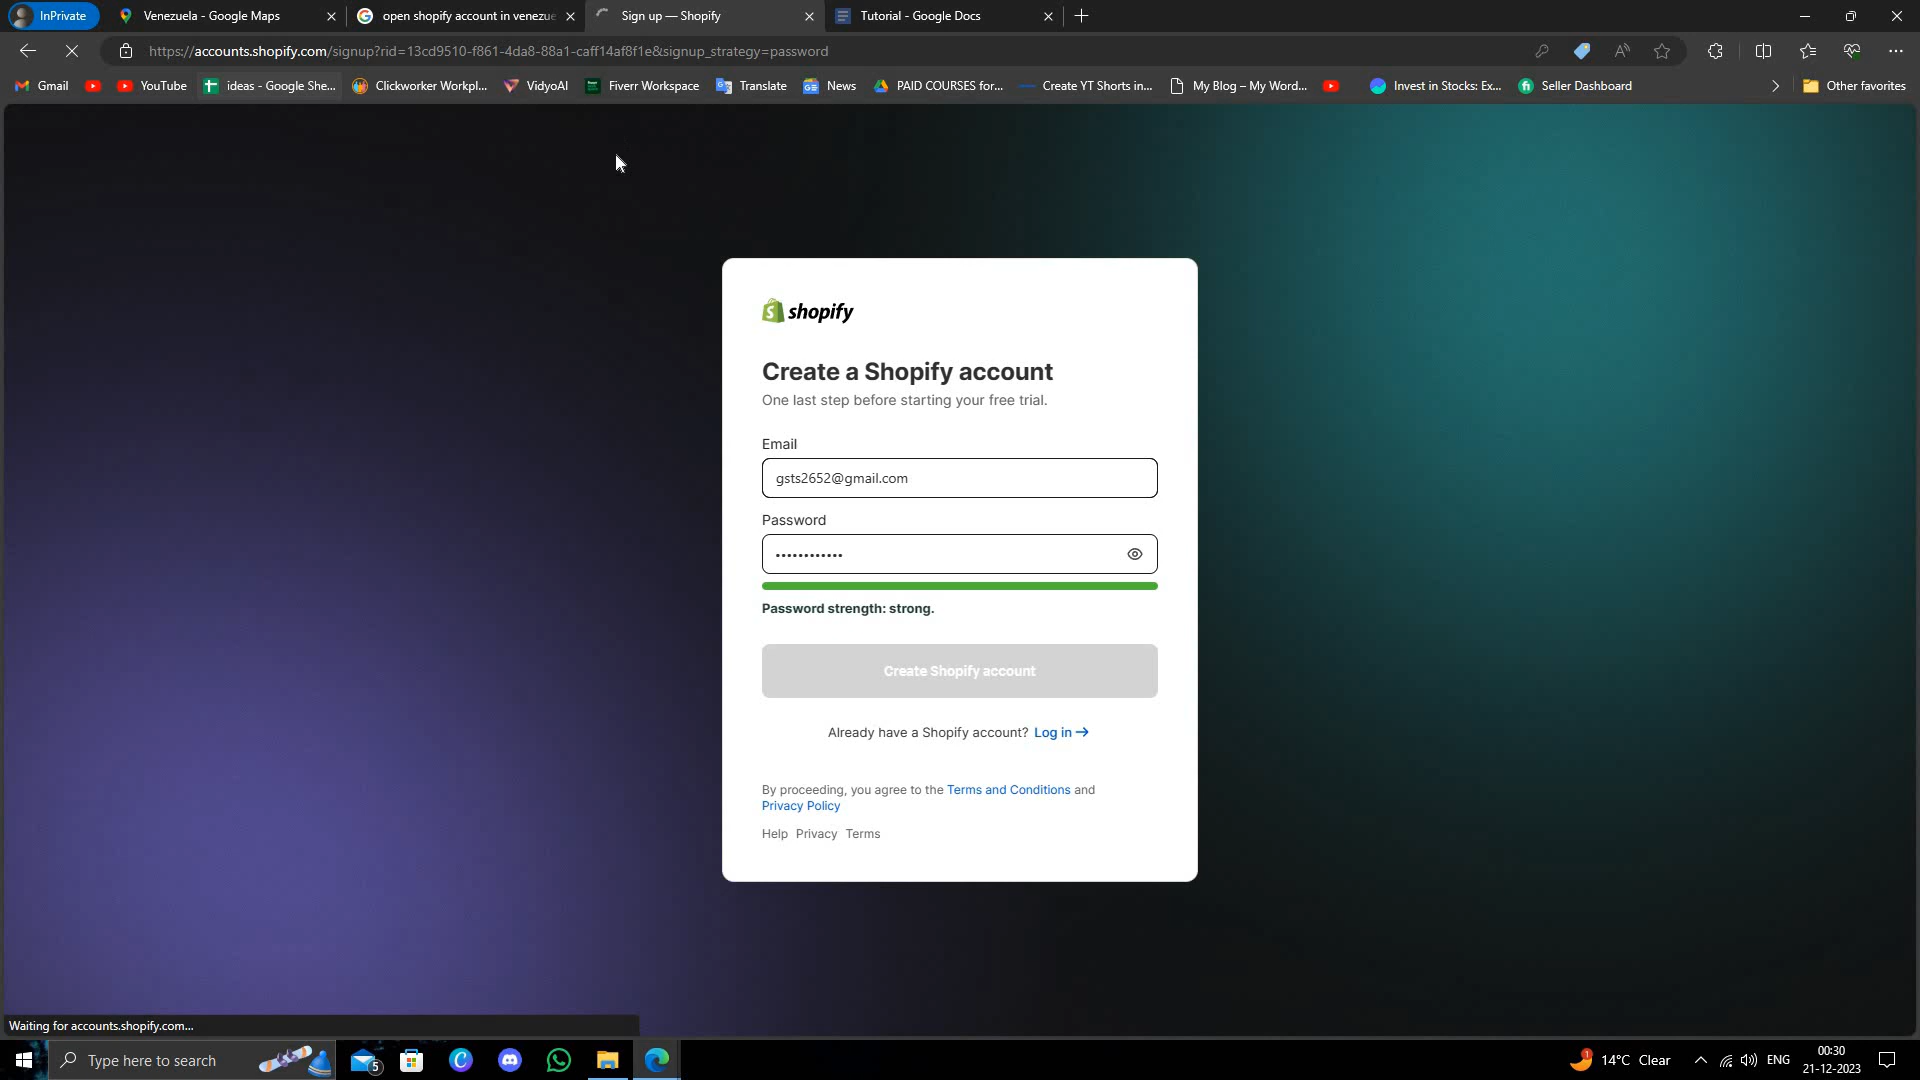 InPrivate
Venezuela - Google Maps
open shopify account in venezue
Sign up — Shopify
Tutorial - Google Docs
https://accounts.shopify.com/signup?rid=13cd9510-f861-4da8-88a1-caff14af8f1e&signup_strategy=password
Gmail
YouTube
ideas - Google She...
Clickworker Workpl...
VidyoAI
Fiverr Workspace
Translate
News
PAID COURSES for...
Create YT Shorts in...
My Blog – My Word...
Invest in Stocks: Ex...
Seller Dashboard
Other favorites
shopify
Create a Shopify account
One last step before starting your free trial.
Email
gsts2652@gmail.com
Password
••••••••••••
Password strength: strong.
Create Shopify account
Already have a Shopify account? Log in →
By proceeding, you agree to the Terms and Conditions and
Privacy Policy
Help Privacy Terms
Waiting for accounts.shopify.com...
Type here to search
5
1
14°C Clear
ENG
00:30
21-12-2023